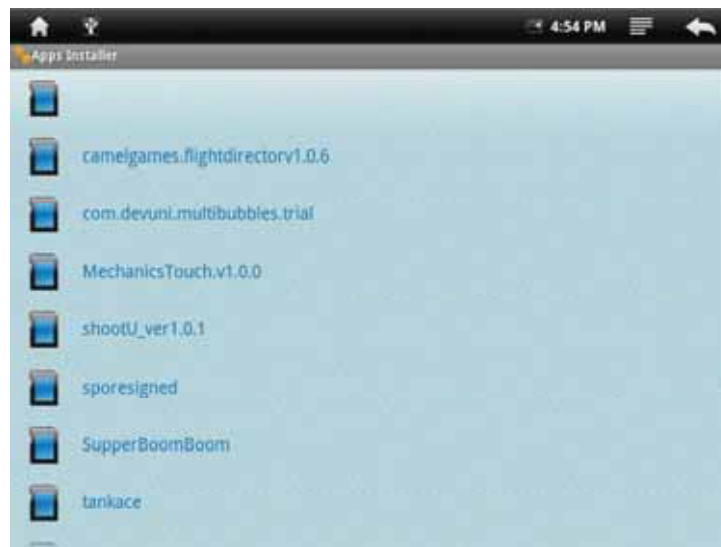 4:54 PM
Apps Installer
camelgames.flightdirectorv1.0.6
com.devuni.multibubbles.trial
MechanicsTouch.v1.0.0
shootU_ver1.0.1
sporesigned
SupperBoomBoom
tankace